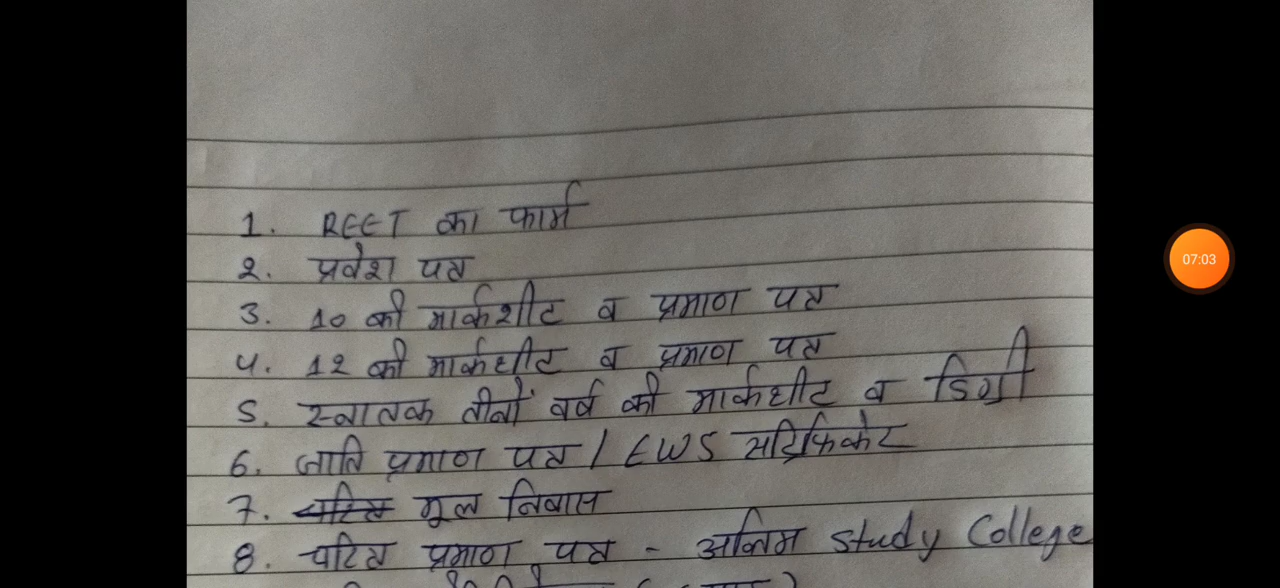 1. REET का फार्म
2. प्रवेश पत्र
3. 10 की मार्कशीट व प्रमाण पत्र
4. 12 की मार्कशीट व प्रमाण पत्र
5. स्नातक तीनों वर्ष की मार्कशीट व डिग्री
6. जाति प्रमाण पत्र / EWS सर्टिफिकेट
7. मूल निवास
8. चरित्र प्रमाण पत्र - अन्तिम study College
07:03